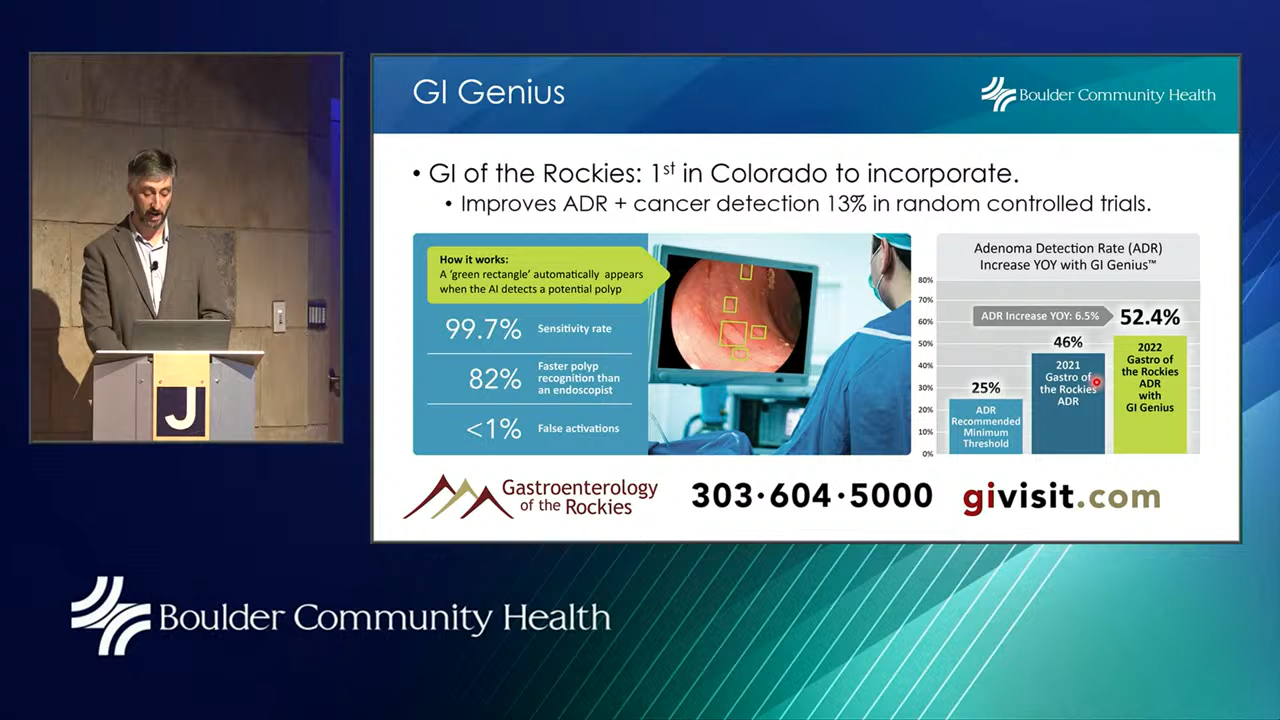 GI Genius
Boulder Community Health
• GI of the Rockies: 1st in Colorado to incorporate.
• Improves ADR + cancer detection 13% in random controlled trials.
How it works:
A ‘green rectangle’ automatically appears
when the AI detects a potential polyp
99.7% Sensitivity rate
82% Faster polyp
recognition than
an endoscopist
<1% False activations
Adenoma Detection Rate (ADR)
Increase YOY with GI Genius™
80%
70%
60%
50%
40%
30%
20%
10%
0%
ADR Increase YOY: 6.5%
25%
ADR
Recommended
Minimum
Threshold
46%
2021
Gastro of
the Rockies
ADR
52.4%
2022
Gastro of
the Rockies
ADR
with
GI Genius
Gastroenterology
of the Rockies
303·604·5000
givisit.com
J
Boulder Community Health